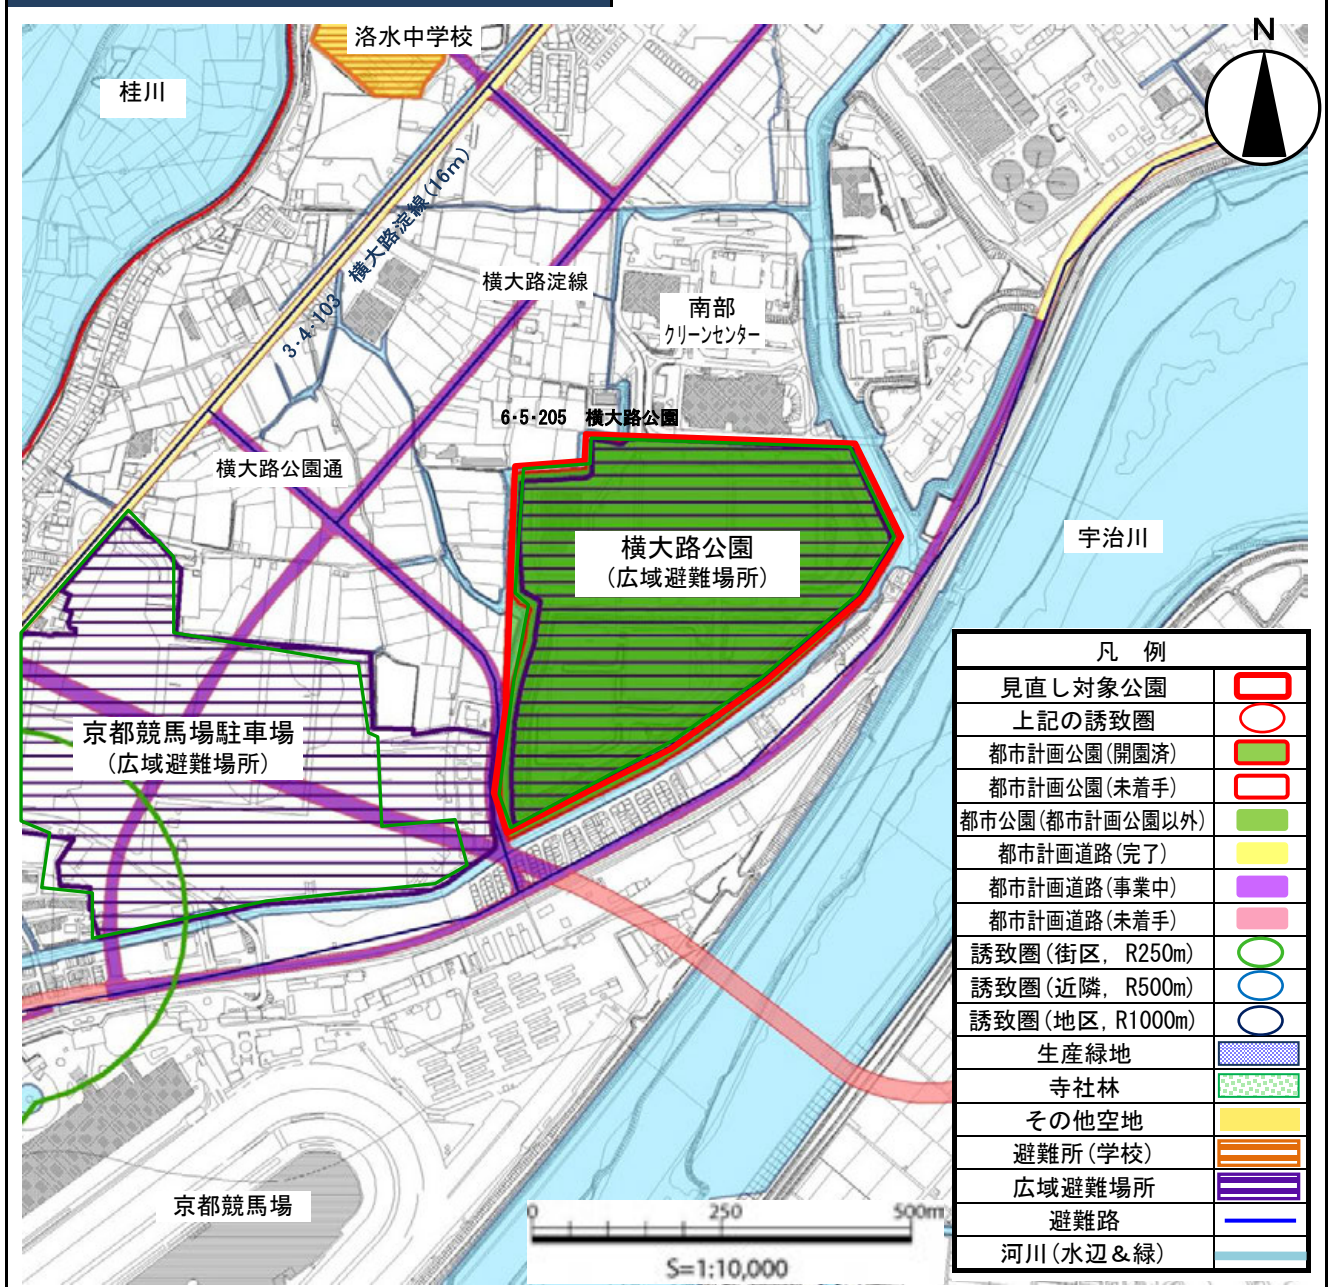 洛水中学校
N
桂川
3・4・103　横大路淀線(16m)
横大路淀線
南部
クリーンセンター
6・5・205　横大路公園
横大路公園通
横大路公園
(広域避難場所)
宇治川
京都競馬場駐車場
(広域避難場所)
京都競馬場
凡　例
見直し対象公園
上記の誘致圏
都市計画公園(開園済)
都市計画公園(未着手)
都市公園(都市計画公園以外)
都市計画道路(完了)
都市計画道路(事業中)
都市計画道路(未着手)
誘致圏(街区, R250m)
誘致圏(近隣, R500m)
誘致圏(地区, R1000m)
生産緑地
寺社林
その他空地
避難所(学校)
広域避難場所
避難路
河川(水辺&緑)
0 250 500m
S=1:10,000